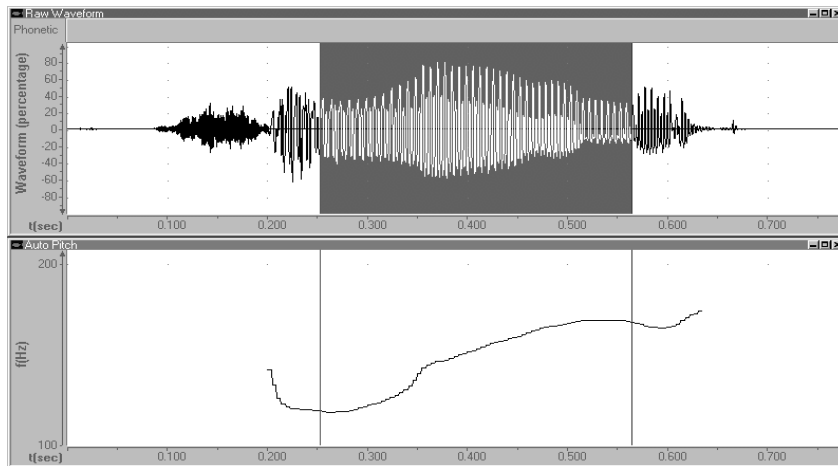 Raw Waveform
Phonetic
Waveform (percentage)
80
60
40
20
0
-20
-40
-60
-80
t(sec) 0.100 0.200 0.300 0.400 0.500 0.600 0.700
Auto Pitch
f(Hz)
200
100
t(sec) 0.100 0.200 0.300 0.400 0.500 0.600 0.700